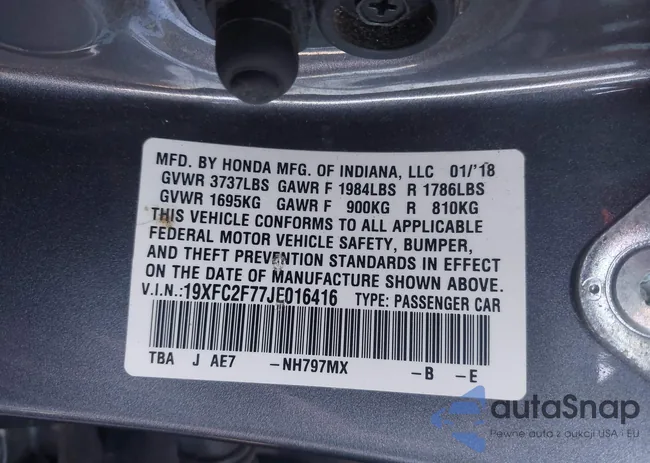 MFD. BY HONDA MFG. OF INDIANA, LLC 01/'18
GVWR 3737LBS GAWR F 1984LBS R 1786LBS
GVWR 1695KG GAWR F 900KG R 810KG
THIS VEHICLE CONFORMS TO ALL APPLICABLE
FEDERAL MOTOR VEHICLE SAFETY, BUMPER,
AND THEFT PREVENTION STANDARDS IN EFFECT
ON THE DATE OF MANUFACTURE SHOWN ABOVE.
V.I.N.:19XFC2F77JE016416 TYPE: PASSENGER CAR
TBA J AE7 -NH797MX -B -E
autaSnap
Pewne auta z aukcji USA i EU